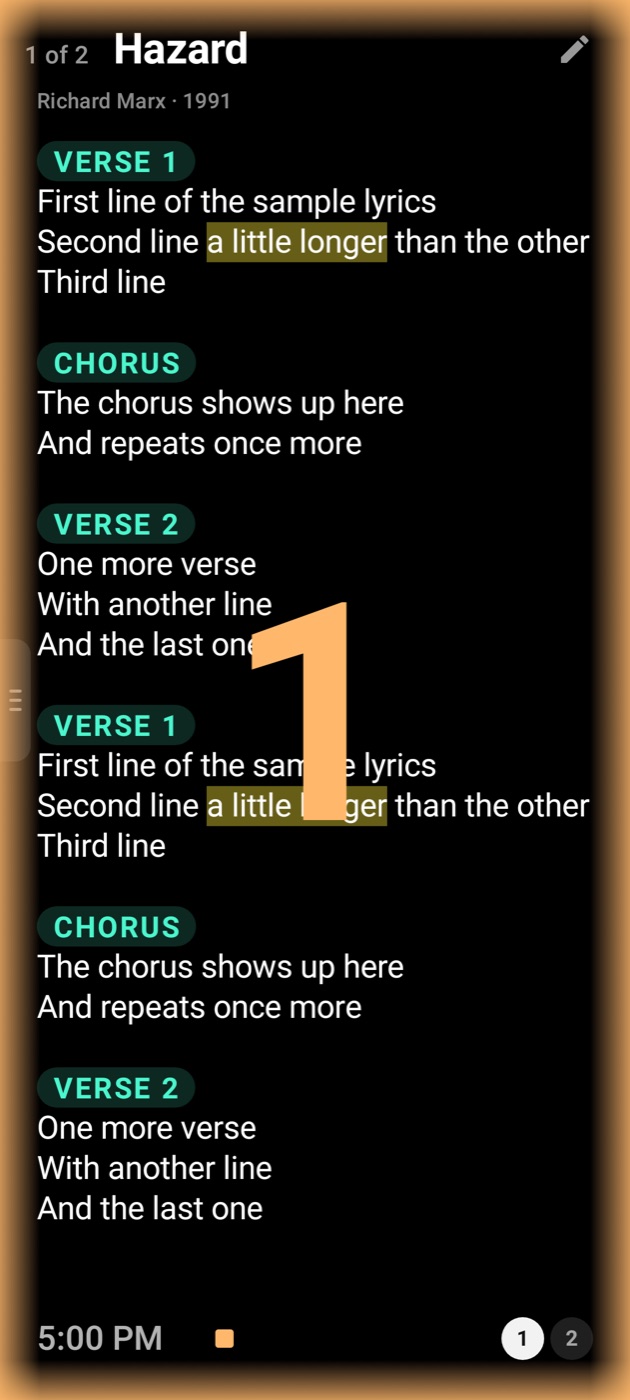 1 of 2 Hazard
Richard Marx · 1991
VERSE 1
First line of the sample lyrics
Second line a little longer than the other
Third line
CHORUS
The chorus shows up here
And repeats once more
VERSE 2
One more verse
With another line
And the last one
1
VERSE 1
First line of the sample lyrics
Second line a little longer than the other
Third line
CHORUS
The chorus shows up here
And repeats once more
VERSE 2
One more verse
With another line
And the last one
5:00 PM 1 2